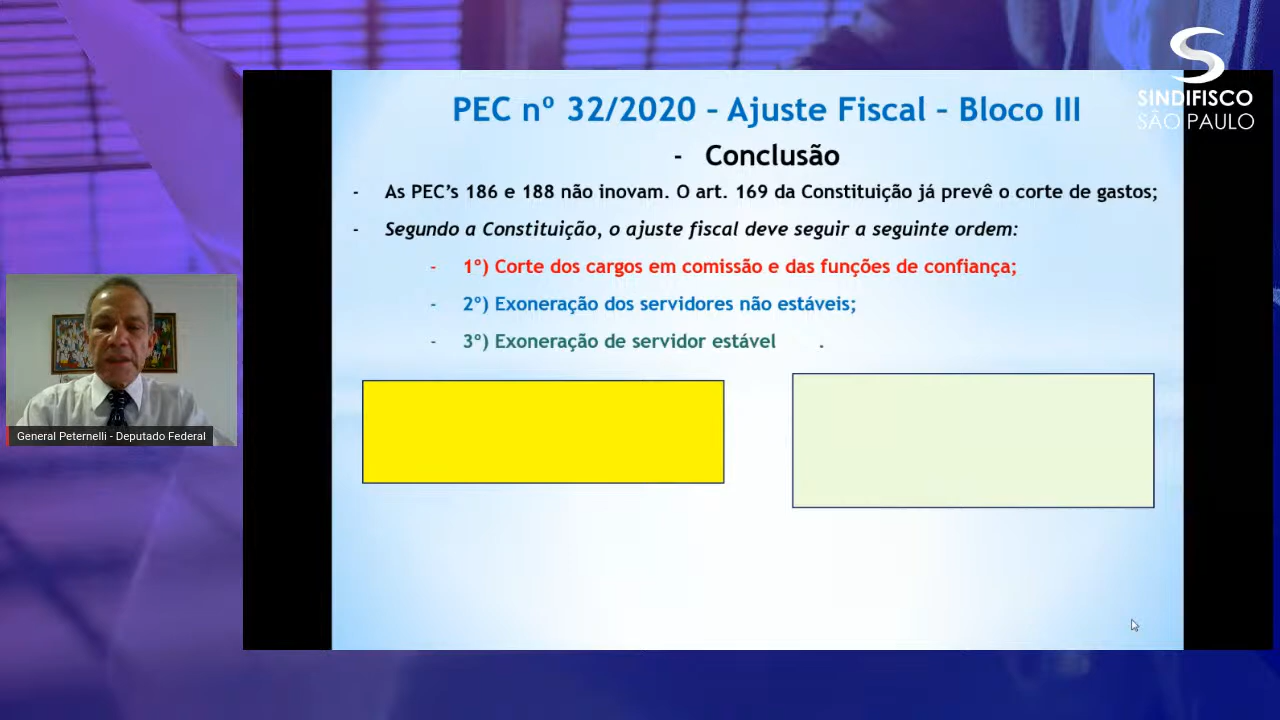 SINDIFISCO
SÃO PAULO
PEC nº 32/2020 – Ajuste Fiscal – Bloco III
- Conclusão
- As PEC’s 186 e 188 não inovam. O art. 169 da Constituição já prevê o corte de gastos;
- Segundo a Constituição, o ajuste fiscal deve seguir a seguinte ordem:
- 1º) Corte dos cargos em comissão e das funções de confiança;
- 2º) Exoneração dos servidores não estáveis;
- 3º) Exoneração de servidor estável .
General Peternelli - Deputado Federal